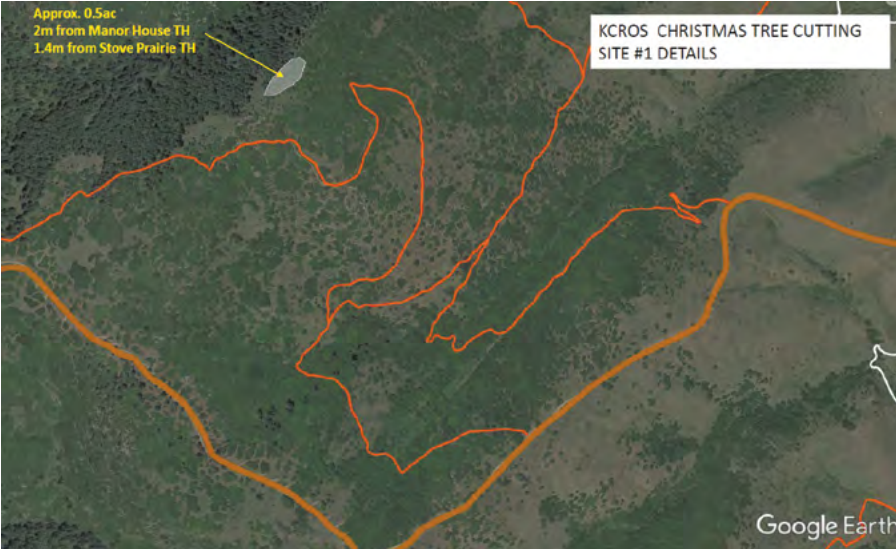 Approx. 0.5ac
2m from Manor House TH
1.4m from Stove Prairie TH
KCROS CHRISTMAS TREE CUTTING
SITE #1 DETAILS
Google Earth